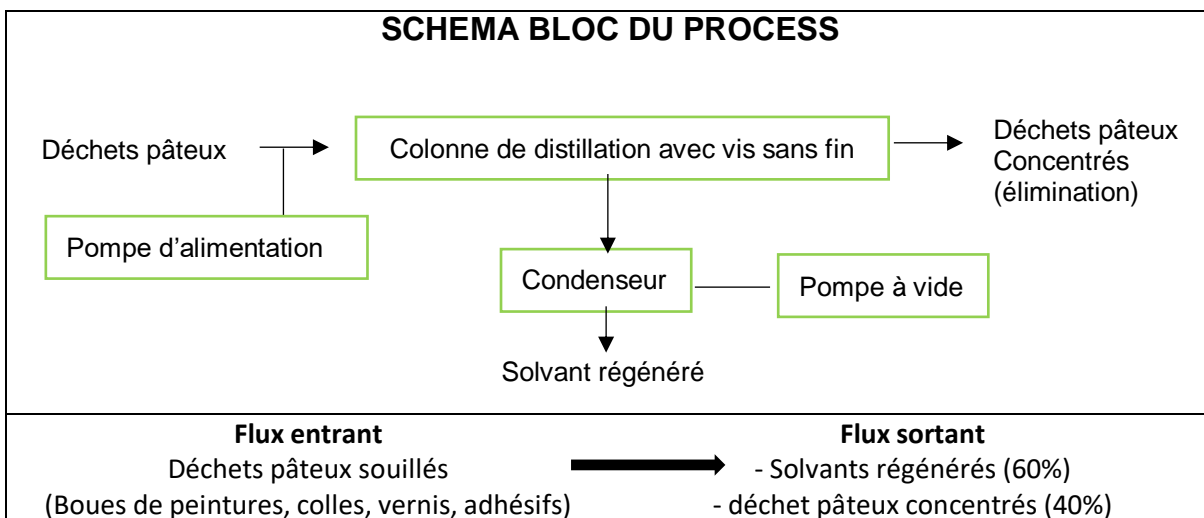 SCHEMA BLOC DU PROCESS
Déchets pâteux
Colonne de distillation avec vis sans fin
Déchets pâteux
Concentrés
(élimination)
Pompe d'alimentation
Condenseur
Pompe à vide
Solvant régénéré
Flux entrant
Déchets pâteux souillés
(Boues de peintures, colles, vernis, adhésifs)
Flux sortant
- Solvants régénérés (60%)
- déchet pâteux concentrés (40%)